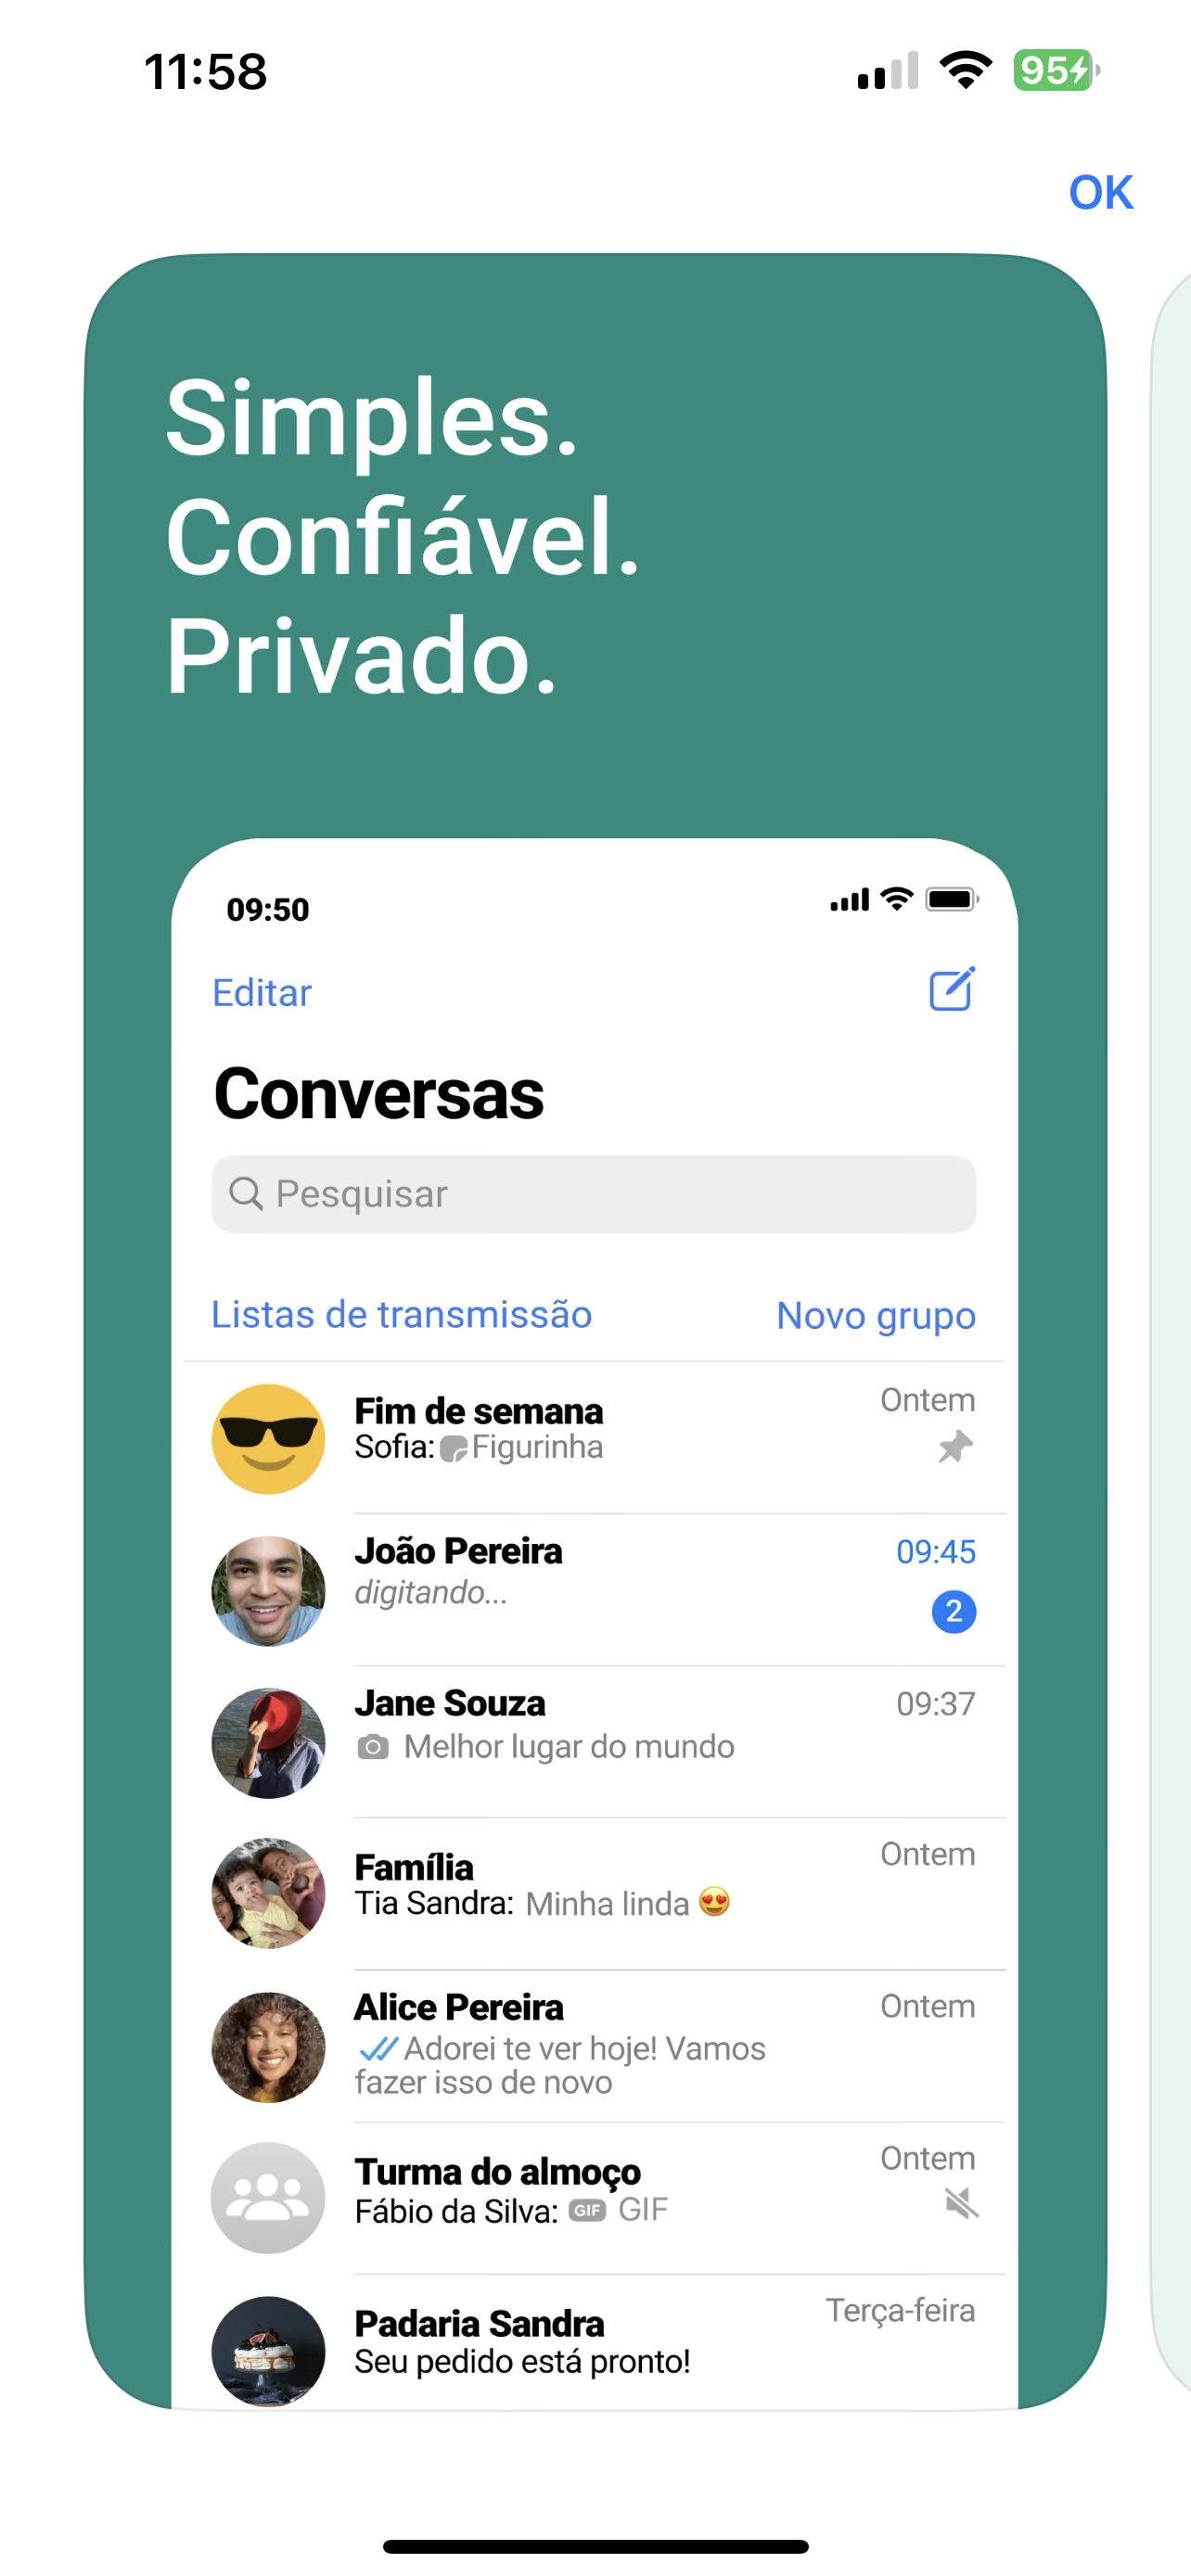 11:58
95
OK
Simples.
Confiável.
Privado.
09:50
Editar
Conversas
Pesquisar
Listas de transmissão Novo grupo
Fim de semana Ontem
Sofia: Figurinha
João Pereira 09:45
digitando... 2
Jane Souza 09:37
Melhor lugar do mundo
Família Ontem
Tia Sandra: Minha linda 😍
Alice Pereira Ontem
Adorei te ver hoje! Vamos
fazer isso de novo
Turma do almoço Ontem
Fábio da Silva: GIF GIF
Padaria Sandra Terça-feira
Seu pedido está pronto!